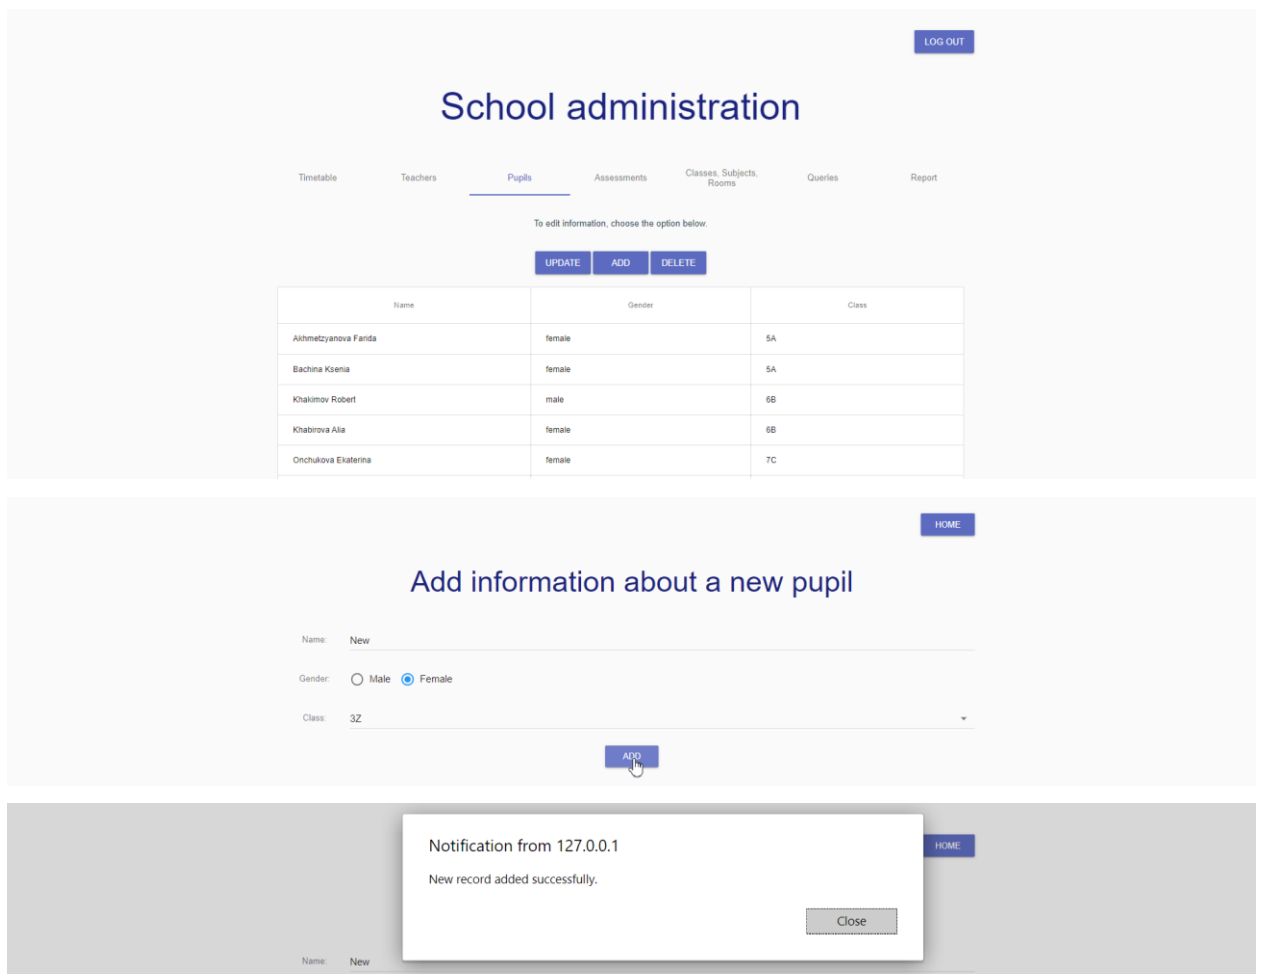 LOG OUT
School administration
Timetable Teachers Pupils Assessments Classes, Subjects, Rooms Queries Report
To edit information, choose the option below.
UPDATE ADD DELETE
Name Gender Class
Akhmetzyanova Farida female 5A
Bachina Ksenia female 5A
Khakimov Robert male 6B
Khabirova Alia female 6B
Onchukova Ekaterina female 7C
HOME
Add information about a new pupil
Name: New
Gender: Male Female
Class: 3Z
ADD
Notification from 127.0.0.1
HOME
New record added successfully.
Close
Name: New